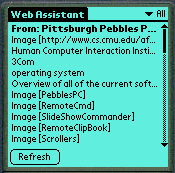 Web Assistant
All
From: Pittsburgh Pebbles P...
Image [http://www.cs.cmu.edu/af...
Human Computer Interaction Insti...
3Com
operating system
Overview of all of the current soft...
Image [PebblesPC]
Image [RemoteCmd]
Image [SlideShowCommander]
Image [RemoteClipBook]
Image [Scrollers]
Refresh